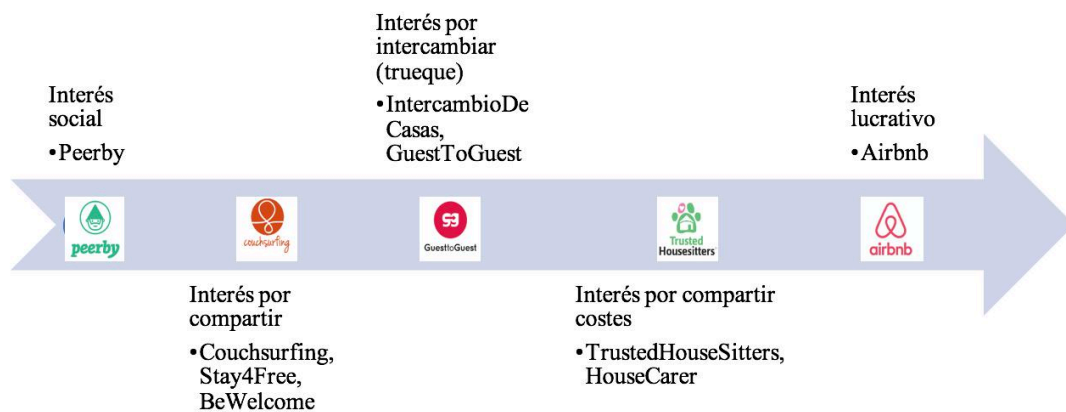 Interés
social
•Peerby
Interés por
intercambiar
(trueque)
•IntercambioDe
Casas,
GuestToGuest
Interés
lucrativo
•Airbnb
peerby
couchsurfing
GuesttoGuest
Trusted
Housesitters
airbnb
Interés por
compartir
•Couchsurfing,
Stay4Free,
BeWelcome
Interés por compartir
costes
•TrustedHouseSitters,
HouseCarer